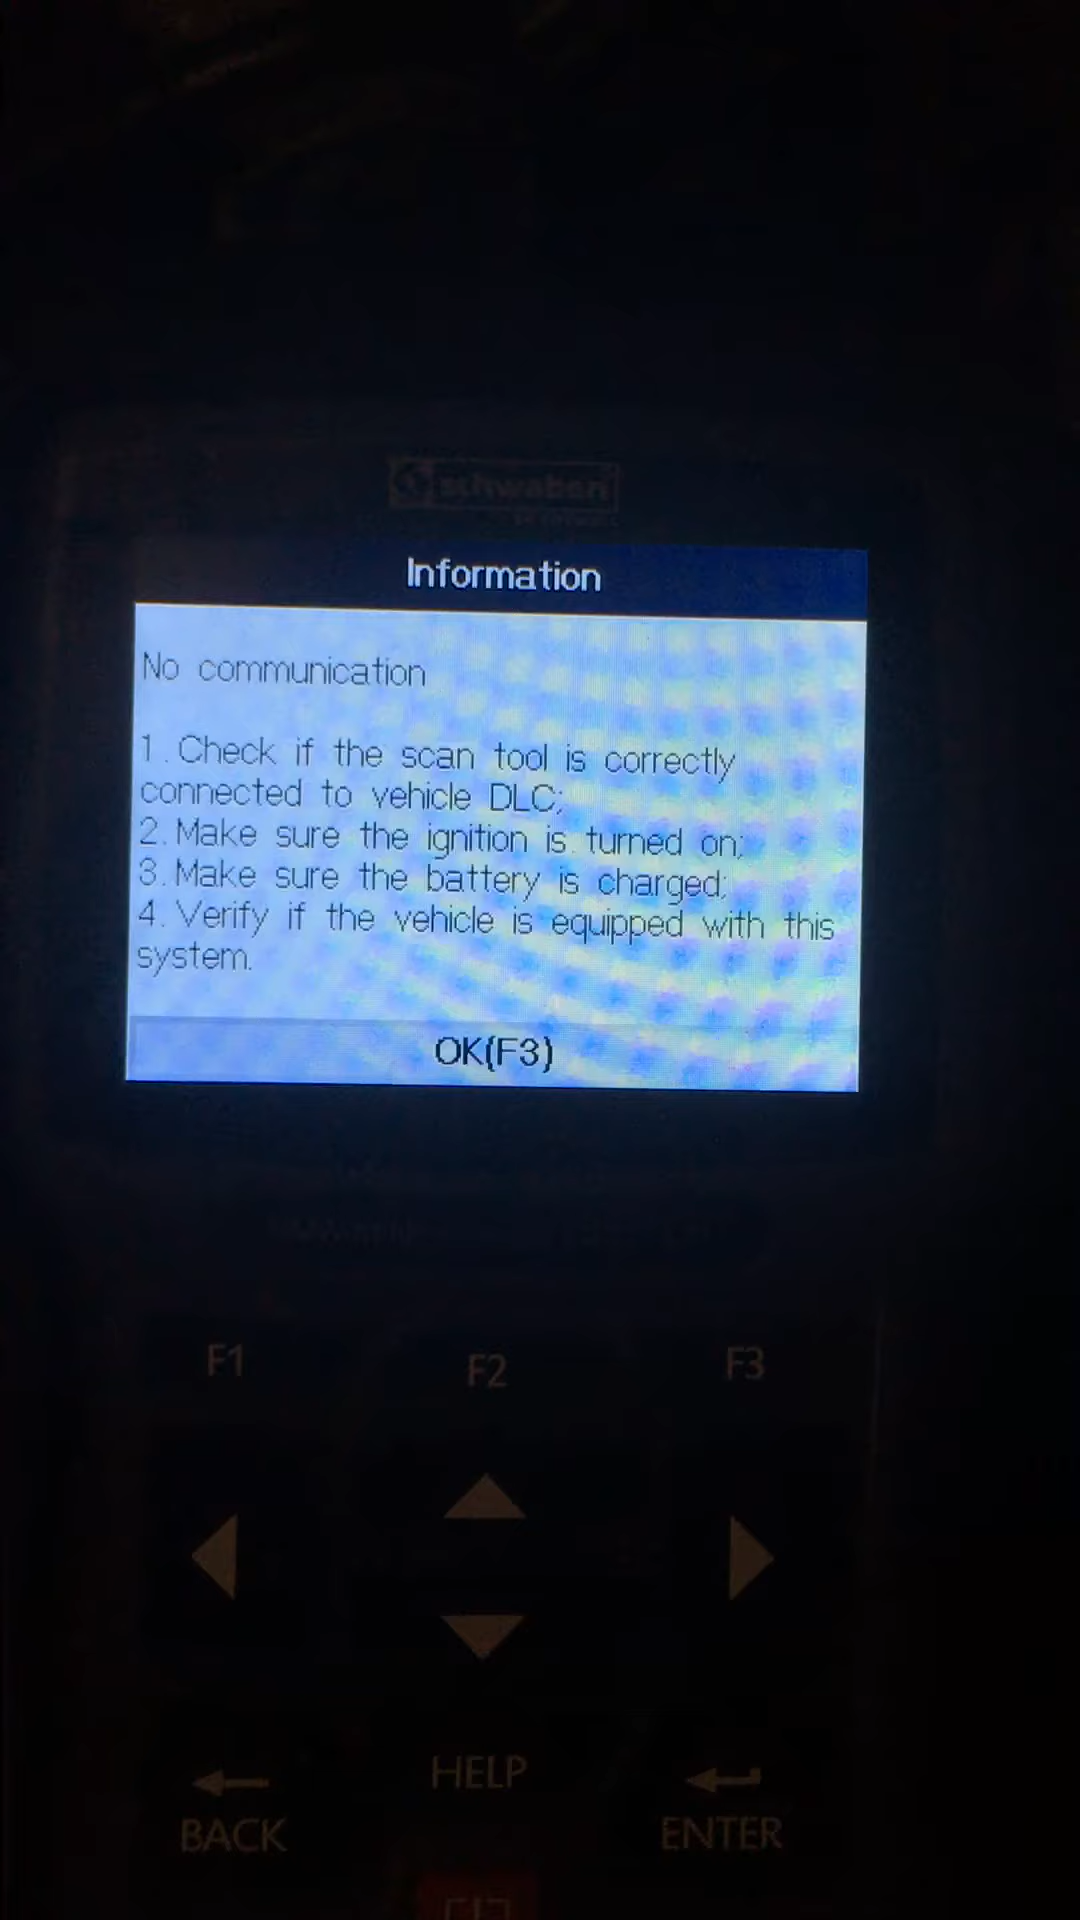 schwaben
Information
No communication
1. Check if the scan tool is correctly
connected to vehicle DLC;
2. Make sure the ignition is turned on;
3. Make sure the battery is charged;
4. Verify if the vehicle is equipped with this
system.
OK(F3)
F1 F2 F3
HELP
BACK ENTER